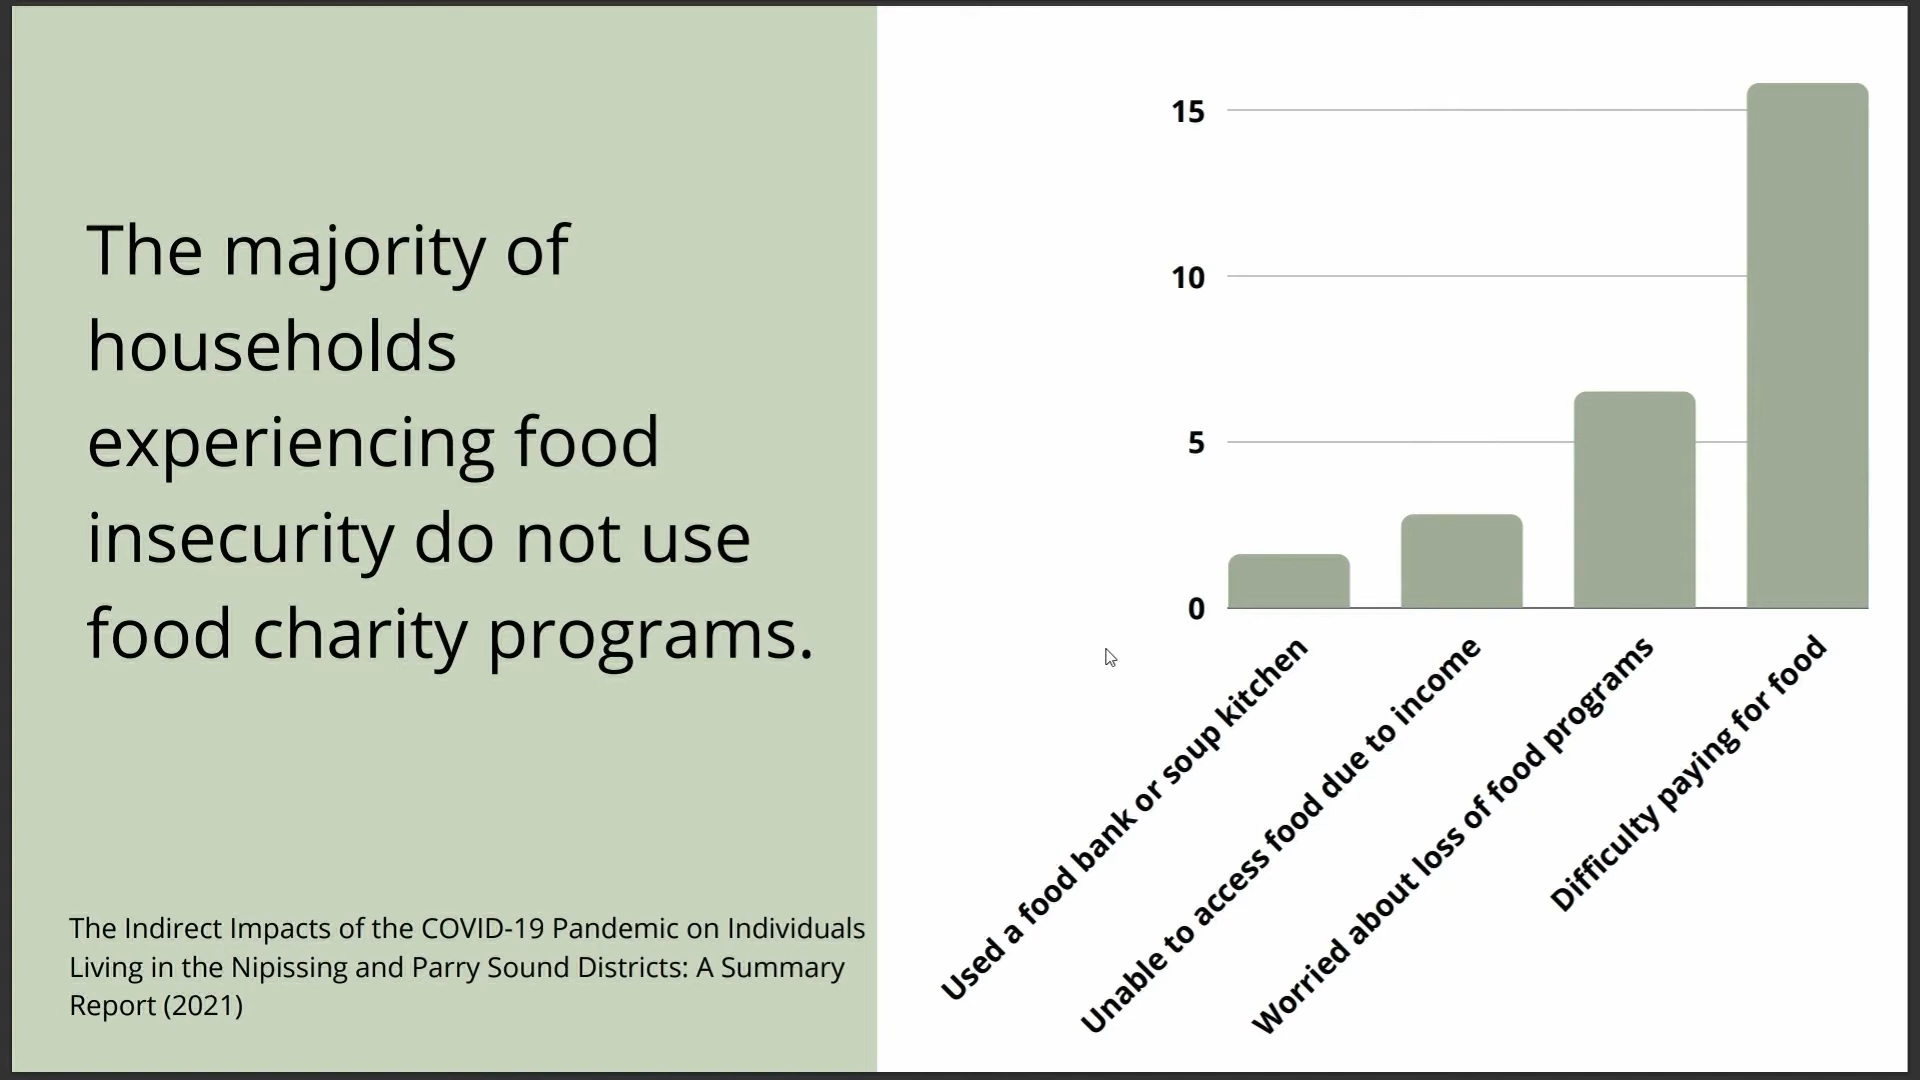 The majority of
households
experiencing food
insecurity do not use
food charity programs.
The Indirect Impacts of the COVID-19 Pandemic on Individuals
Living in the Nipissing and Parry Sound Districts: A Summary
Report (2021)
15
10
5
0
Used a food bank or soup kitchen
Unable to access food due to income
Worried about loss of food programs
Difficulty paying for food